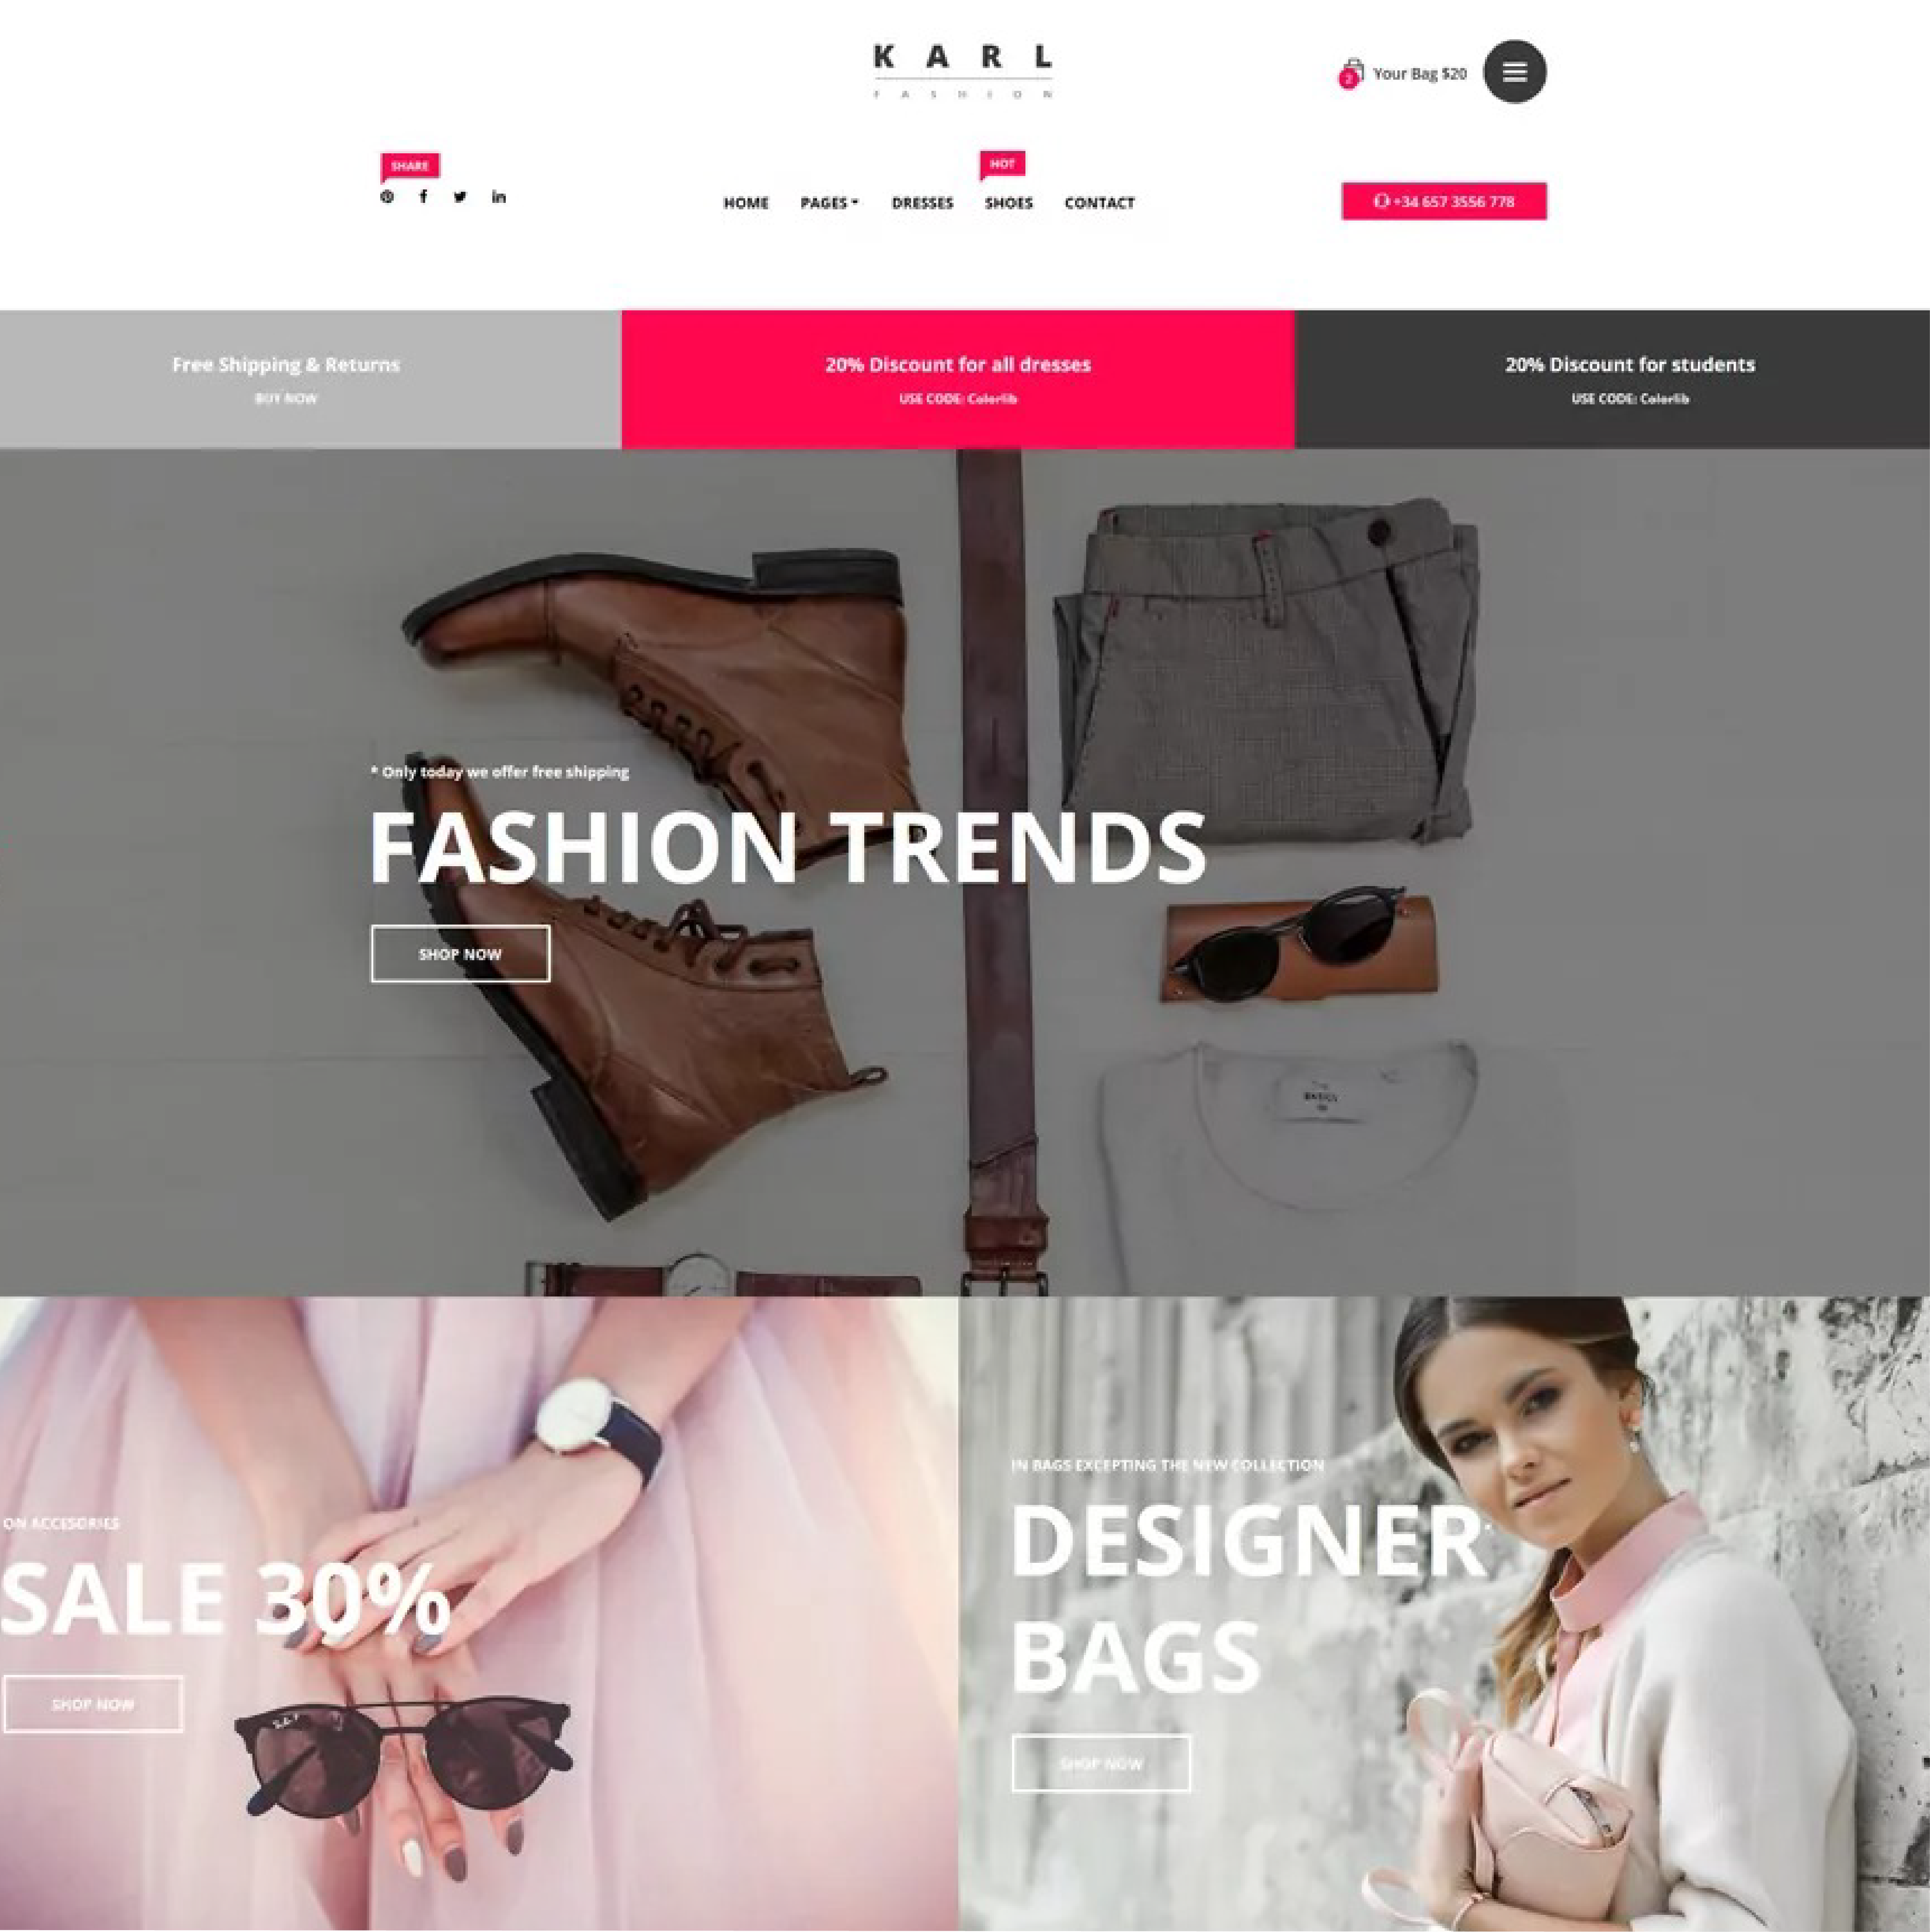 KARL
FASHION
2
Your Bag $20
SHARE
HOT
HOME PAGES DRESSES SHOES CONTACT
+34 657 3556 778
Free Shipping & Returns
BUY NOW
20% Discount for all dresses
USE CODE: Colorlib
20% Discount for students
USE CODE: Colorlib
* Only today we offer free shipping
FASHION TRENDS
SHOP NOW
ON ACCESORIES
SALE 30%
SHOP NOW
IN BAGS EXCEPTING THE NEW COLLECTION
DESIGNER
BAGS
SHOP NOW